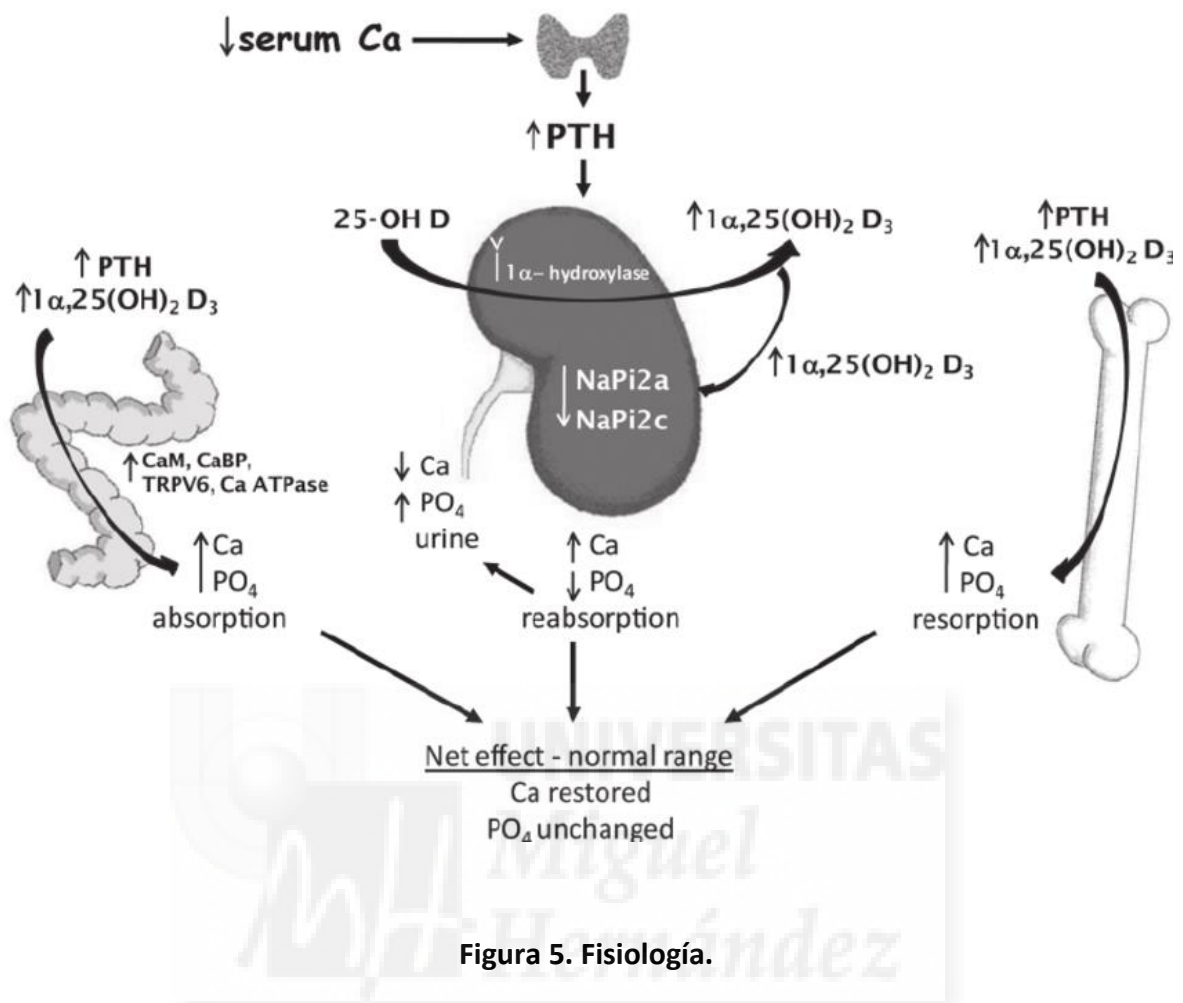 ↓serum Ca
↑PTH
25-OH D
↑1α,25(OH)₂ D₃
1α- hydroxylase
↑1α,25(OH)₂ D₃
↓ NaPi2a
NaPi2c
↑ PTH
↑1α,25(OH)₂ D₃
↑ CaM, CaBP,
TRPV6, Ca ATPase
↑ Ca
PO₄
absorption
↓ Ca
↑ PO₄
urine
↑ Ca
↓ PO₄
reabsorption
↑PTH
↑1α,25(OH)₂ D₃
↑ Ca
PO₄
resorption
Net effect - normal range
Ca restored
PO₄ unchanged
UNIVERSITAS
Miguel
Hernández
Figura 5. Fisiología.